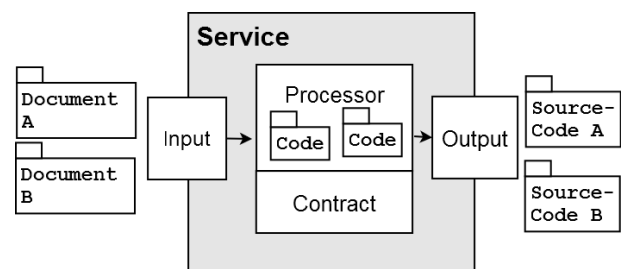 Service
Document
A
Document
B
Input
Processor
Code
Code
Contract
Output
Source-
Code A
Source-
Code B